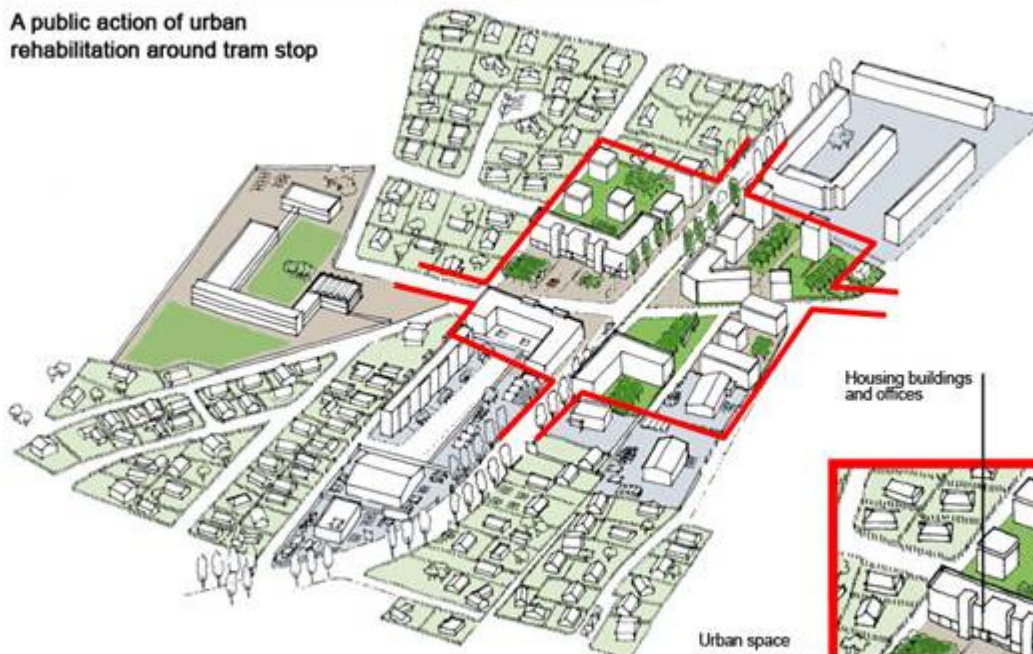 A public action of urban
rehabilitation around tram stop
Housing buildings
and offices
Urban space